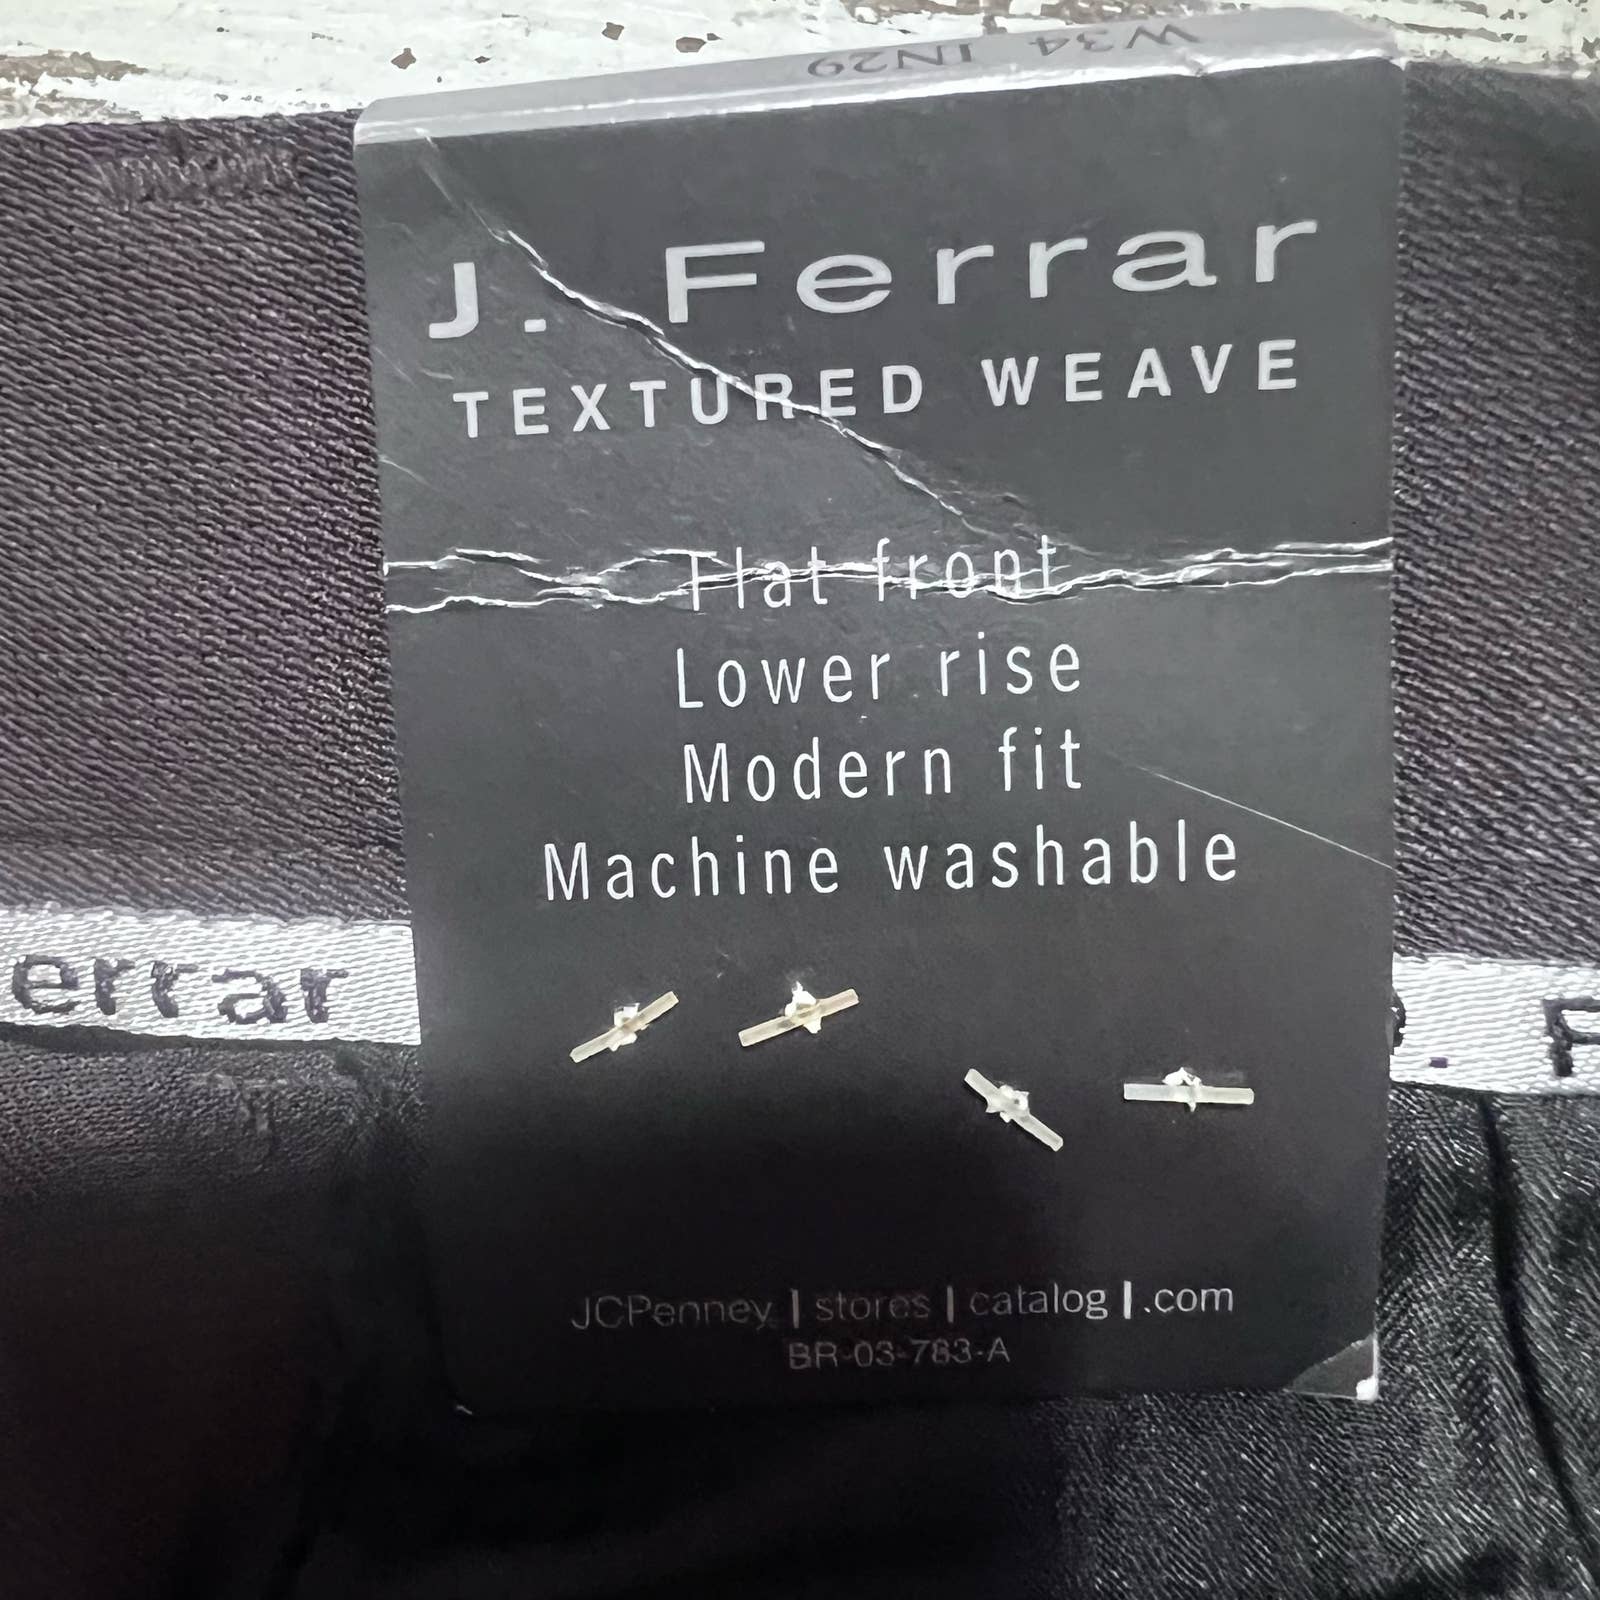 W34 IN29
J. Ferrar
TEXTURED WEAVE
Flat front
Lower rise
Modern fit
Machine washable
errar
. F
JCPenney | stores | catalog | .com
BR-03-783-A